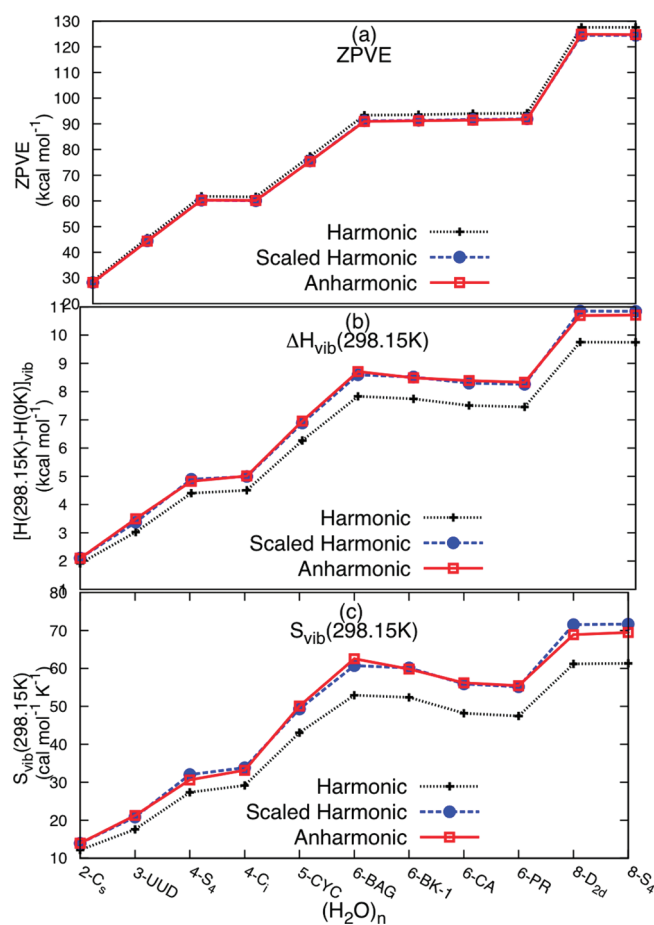 (a)
ZPVE
130
120
110
100
90
80
70
60
50
40
30
20
ZPVE
(kcal mol⁻¹)
Harmonic
Scaled Harmonic
Anharmonic
(b)
ΔH_vib(298.15K)
11
10
9
8
7
6
5
4
3
2
1
[H(298.15K)-H(0K)]_vib
(kcal mol⁻¹)
Harmonic
Scaled Harmonic
Anharmonic
(c)
S_vib(298.15K)
80
70
60
50
40
30
20
10
S_vib(298.15K)
(cal mol⁻¹ K⁻¹)
Harmonic
Scaled Harmonic
Anharmonic
2-C_s
3-UUD
4-S₄
4-C_i
5-CYC
6-BAG
6-BK-1
6-CA
6-PR
8-D_2d
8-S₄
(H₂O)_n